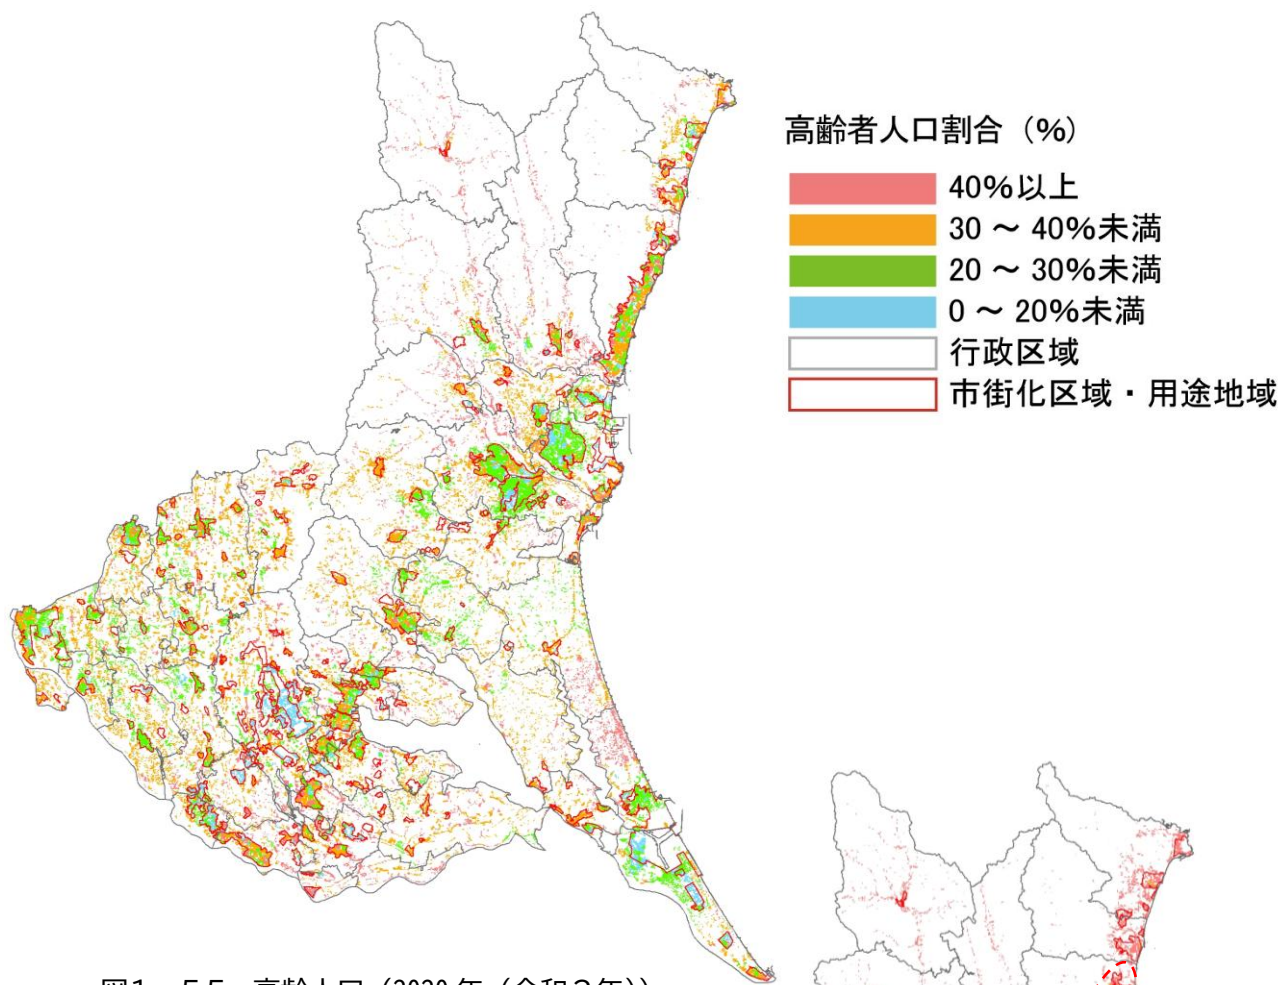 高齢者人口割合（％）
40％以上
30 ～ 40％未満
20 ～ 30％未満
0 ～ 20％未満
行政区域
市街化区域・用途地域